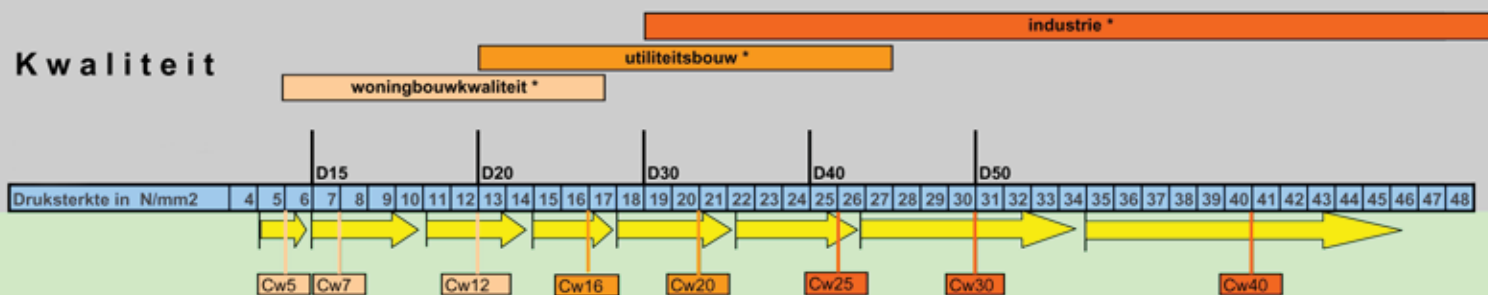 industrie *
Kwaliteit
utiliteitsbouw *
woningbouwkwaliteit *
D15 D20 D30 D40 D50
Druksterkte in N/mm2 4 5 6 7 8 9 10 11 12 13 14 15 16 17 18 19 20 21 22 23 24 25 26 27 28 29 30 31 32 33 34 35 36 37 38 39 40 41 42 43 44 45 46 47 48
Cw5 Cw7 Cw12 Cw16 Cw20 Cw25 Cw30 Cw40